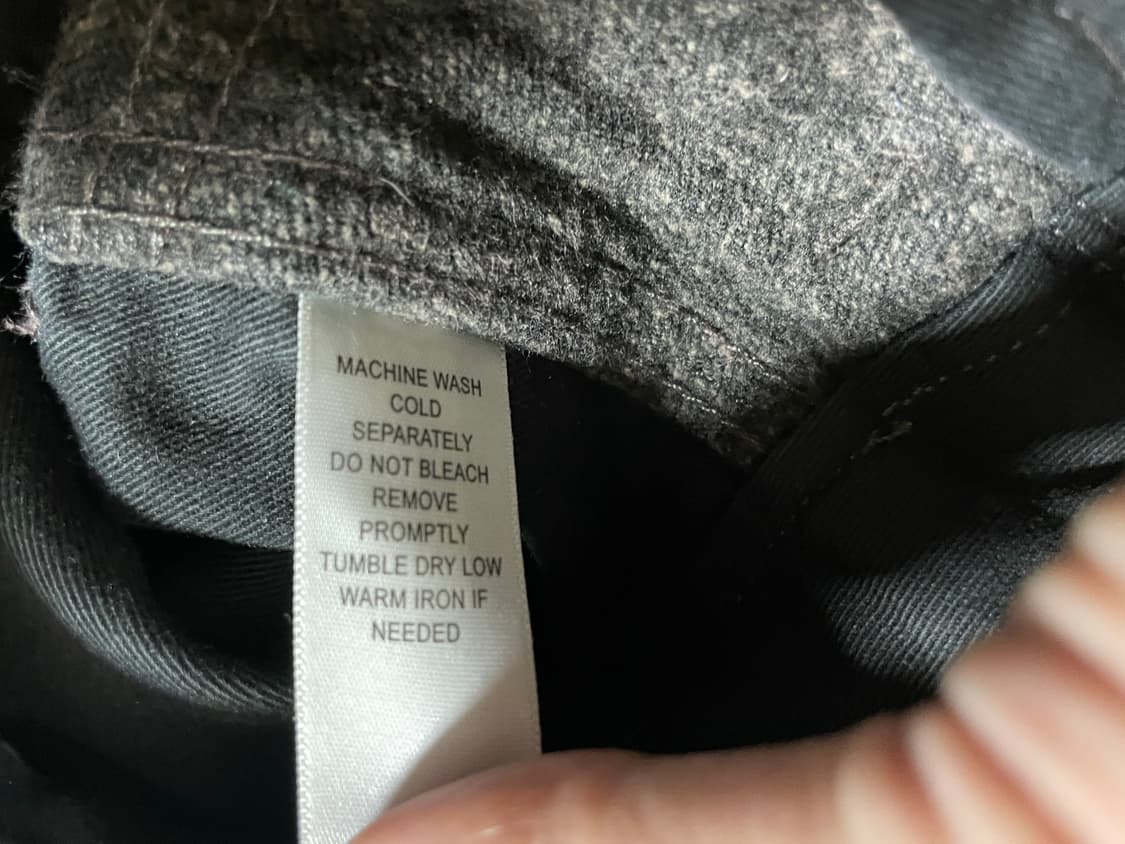 MACHINE WASH
COLD
SEPARATELY
DO NOT BLEACH
REMOVE
PROMPTLY
TUMBLE DRY LOW
WARM IRON IF
NEEDED